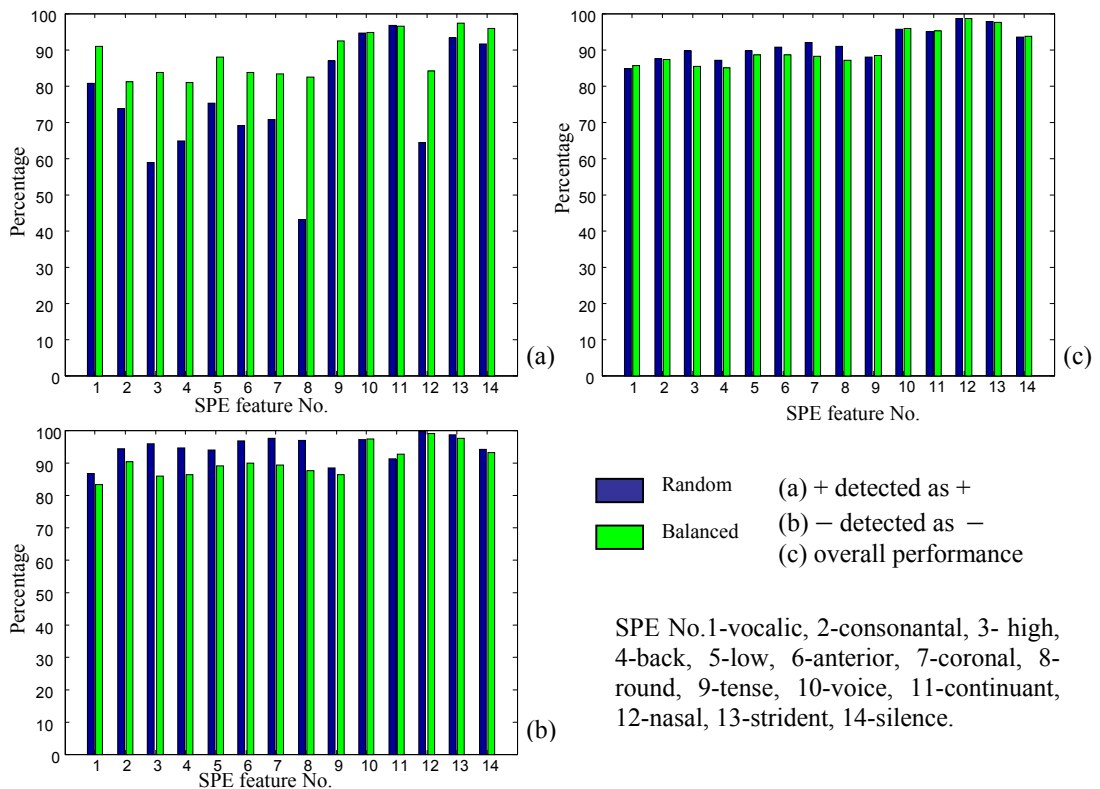 100
90
80
70
60
50
40
30
20
10
0
Percentage
1 2 3 4 5 6 7 8 9 10 11 12 13 14
SPE feature No.
(a)
100
90
80
70
60
50
40
30
20
10
0
Percentage
1 2 3 4 5 6 7 8 9 10 11 12 13 14
SPE feature No.
(c)
100
90
80
70
60
50
40
30
20
10
0
Percentage
1 2 3 4 5 6 7 8 9 10 11 12 13 14
SPE feature No.
(b)
Random
Balanced
(a) + detected as +
(b) − detected as −
(c) overall performance
SPE No.1-vocalic, 2-consonantal, 3- high,
4-back, 5-low, 6-anterior, 7-coronal, 8-
round, 9-tense, 10-voice, 11-continuant,
12-nasal, 13-strident, 14-silence.